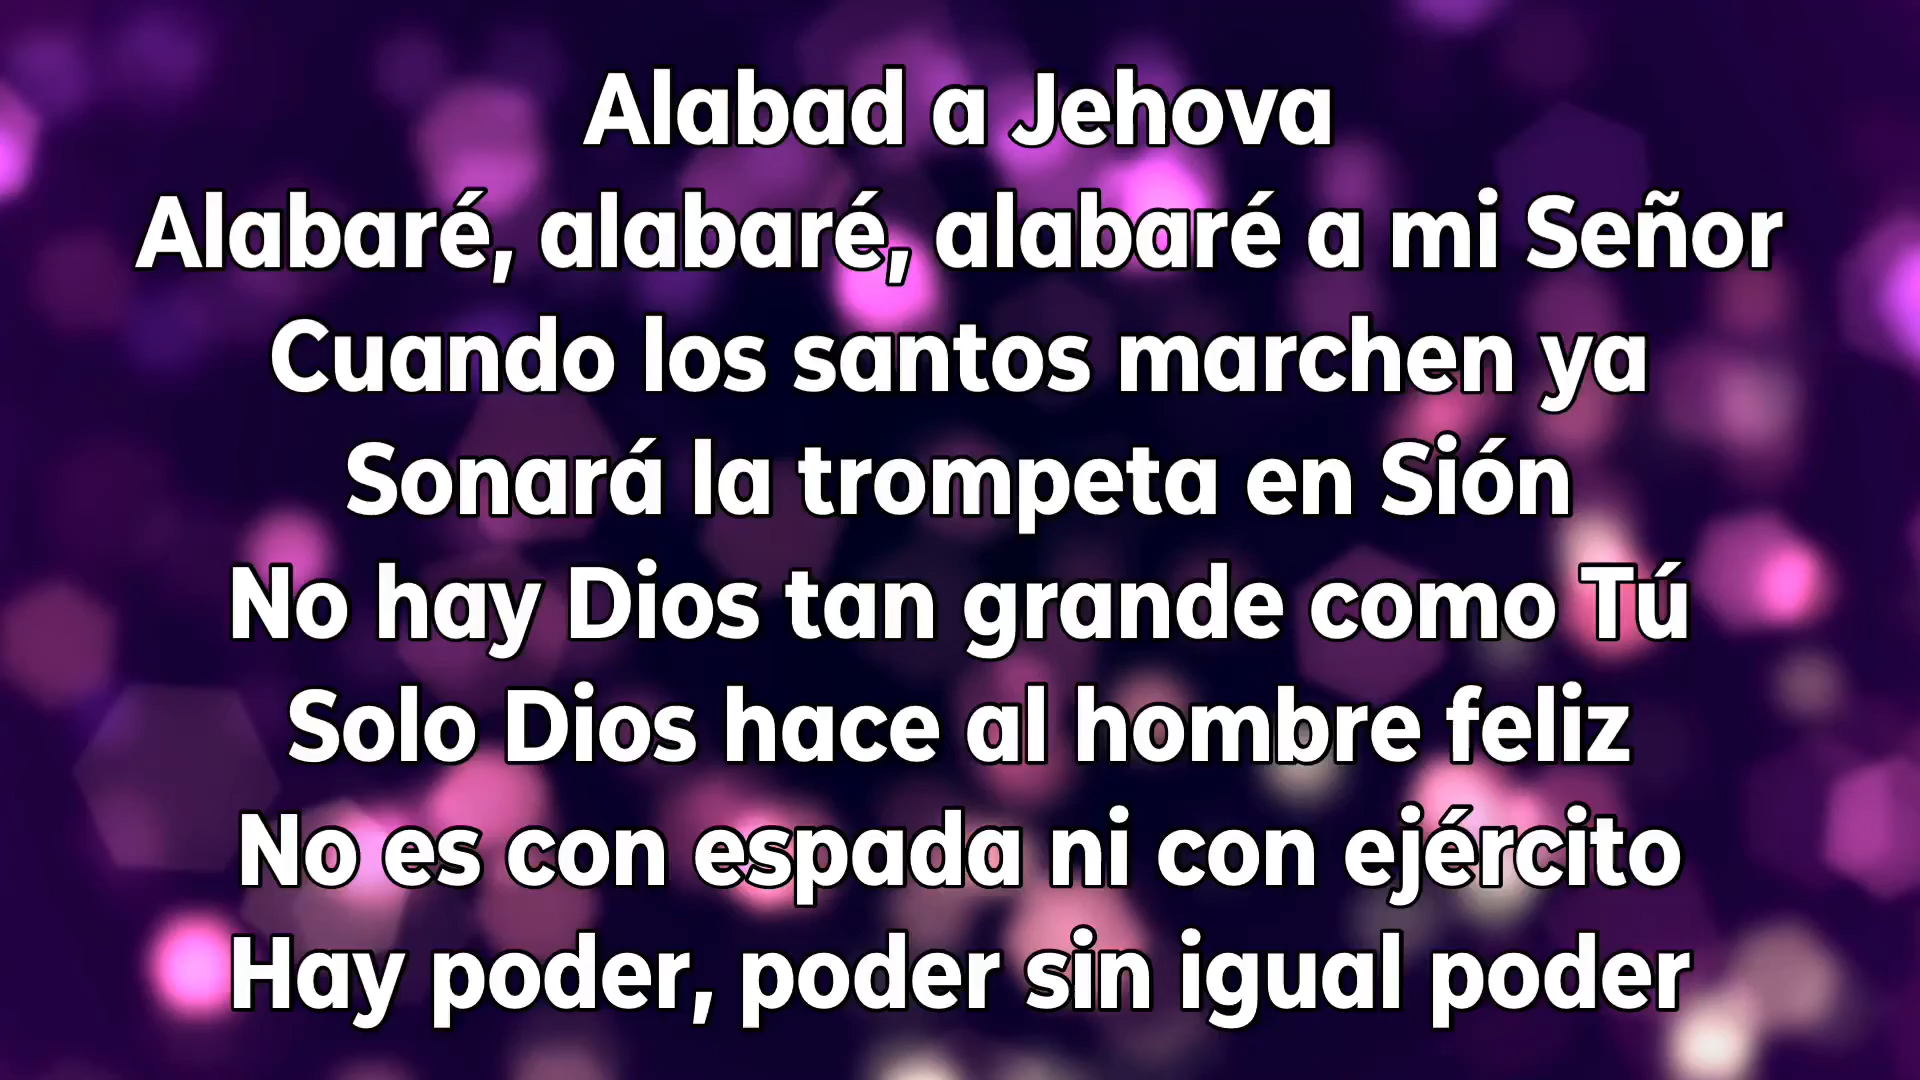 Alabad a Jehova
Alabaré, alabaré, alabaré a mi Señor
Cuando los santos marchen ya
Sonará la trompeta en Sión
No hay Dios tan grande como Tú
Solo Dios hace al hombre feliz
No es con espada ni con ejército
Hay poder, poder sin igual poder